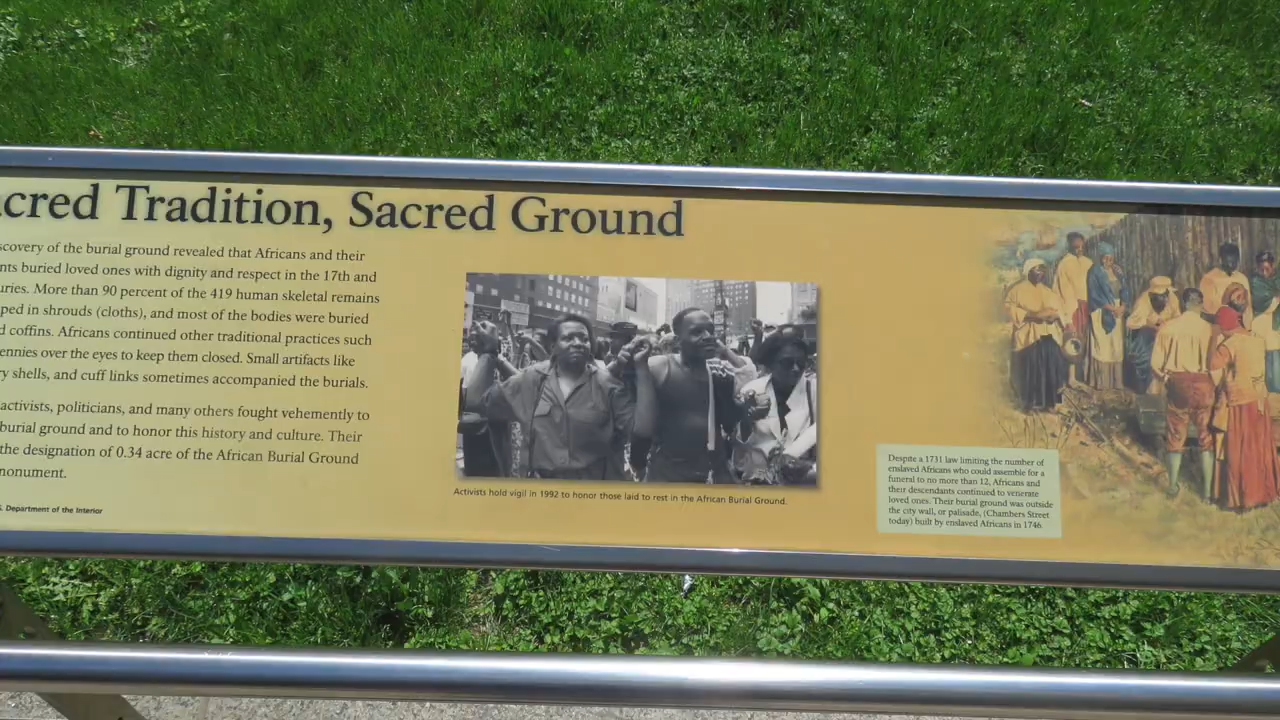 cred Tradition, Sacred Ground
scovery of the burial ground revealed that Africans and their
nts buried loved ones with dignity and respect in the 17th and
uries. More than 90 percent of the 419 human skeletal remains
ped in shrouds (cloths), and most of the bodies were buried
d coffins. Africans continued other traditional practices such
ennies over the eyes to keep them closed. Small artifacts like
ry shells, and cuff links sometimes accompanied the burials.
activists, politicians, and many others fought vehemently to
burial ground and to honor this history and culture. Their
the designation of 0.34 acre of the African Burial Ground
monument.
S. Department of the Interior
Activists hold vigil in 1992 to honor those laid to rest in the African Burial Ground.
Despite a 1731 law limiting the number of
enslaved Africans who could assemble for a
funeral to no more than 12, Africans and
their descendants continued to venerate
loved ones. Their burial ground was outside
the city wall, or palisade, (Chambers Street
today) built by enslaved Africans in 1746.